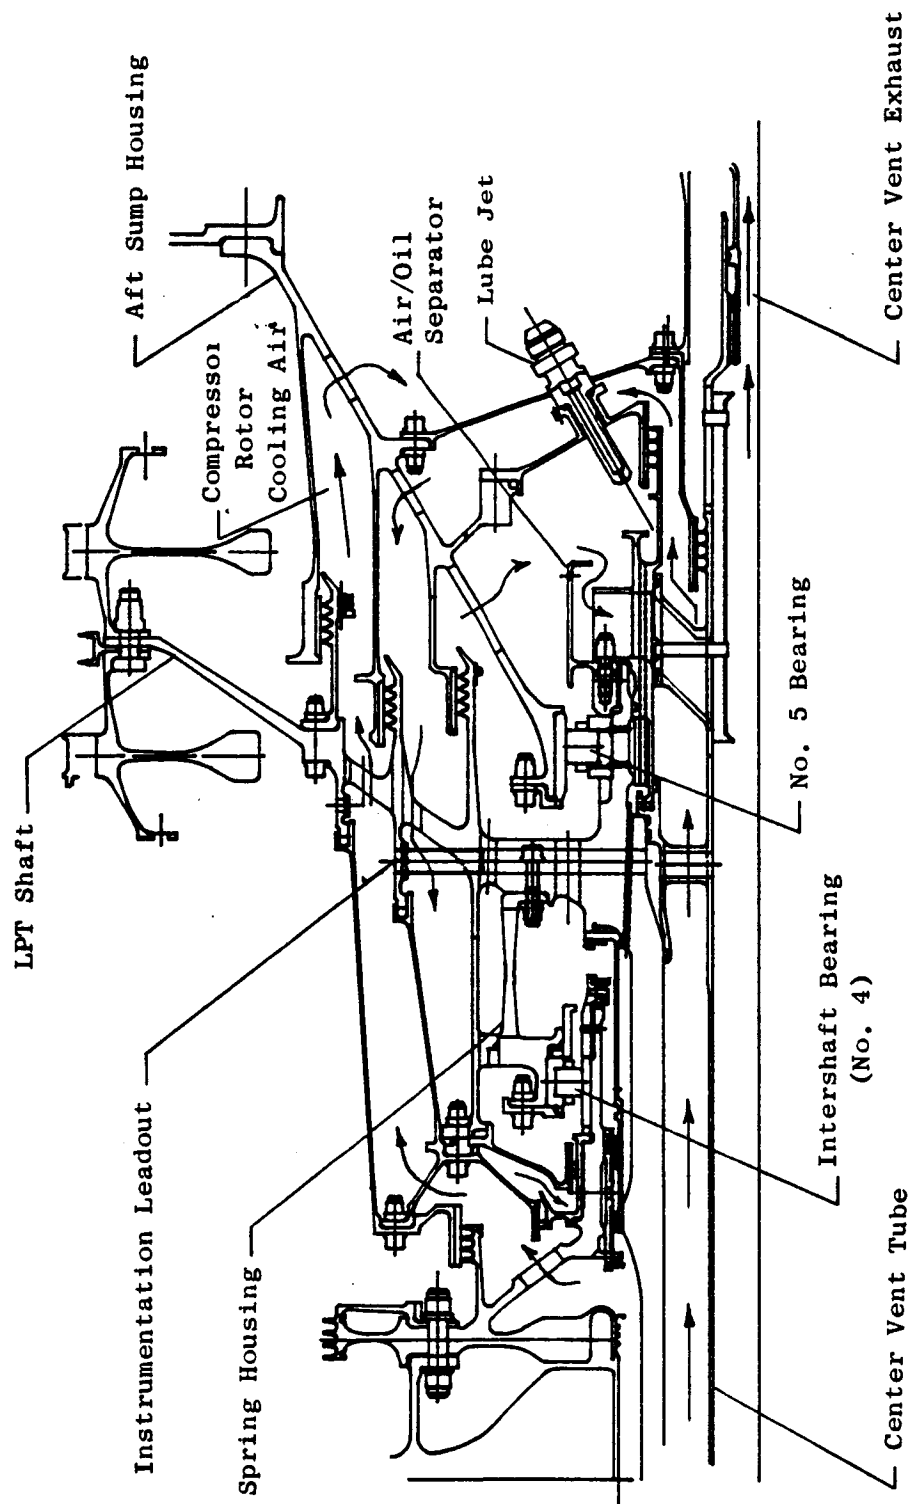 LPT Shaft
Instrumentation Leadout
Spring Housing
Aft Sump Housing
Compressor
Rotor
Cooling Air
Air/Oil
Separator
Lube Jet
No. 5 Bearing
Intershaft Bearing
(No. 4)
Center Vent Tube
Center Vent Exhaust